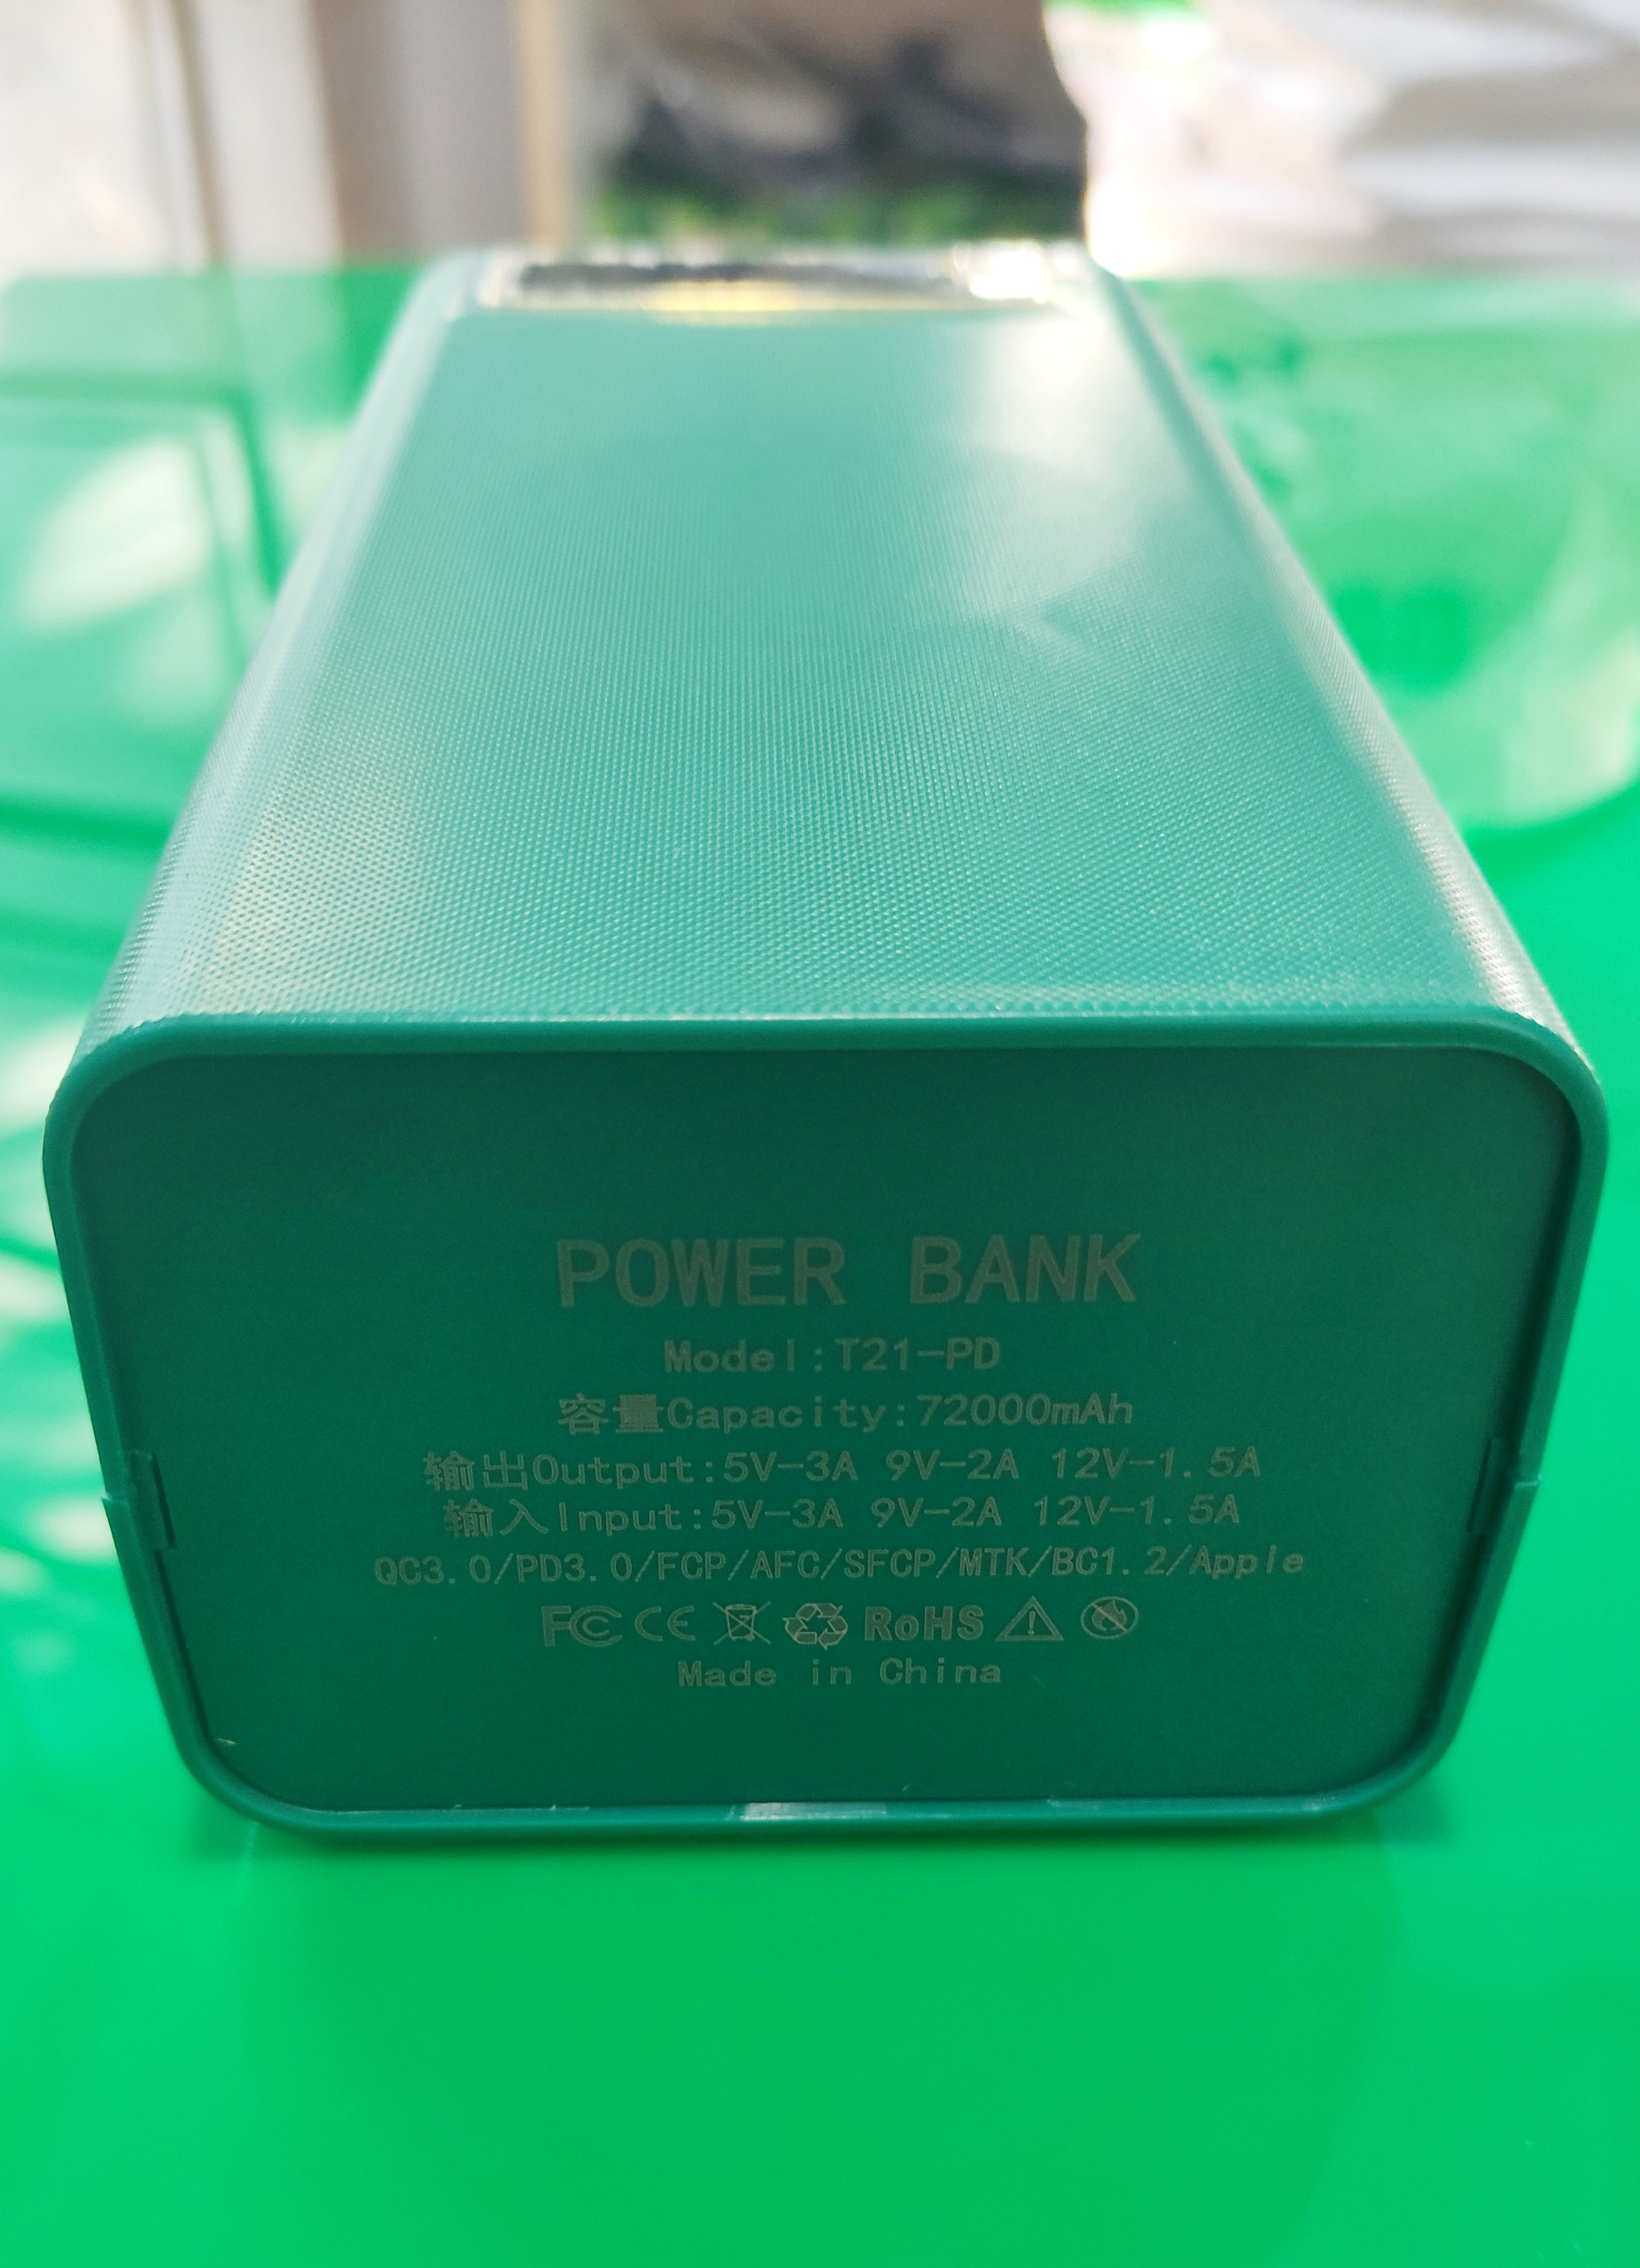 POWER BANK
Model:T21-PD
容量Capacity:72000mAh
输出Output:5V-3A 9V-2A 12V-1.5A
输入Input:5V-3A 9V-2A 12V-1.5A
QC3.0/PD3.0/FCP/AFC/SFCP/MTK/BC1.2/Apple
FC CE RoHS
Made in China